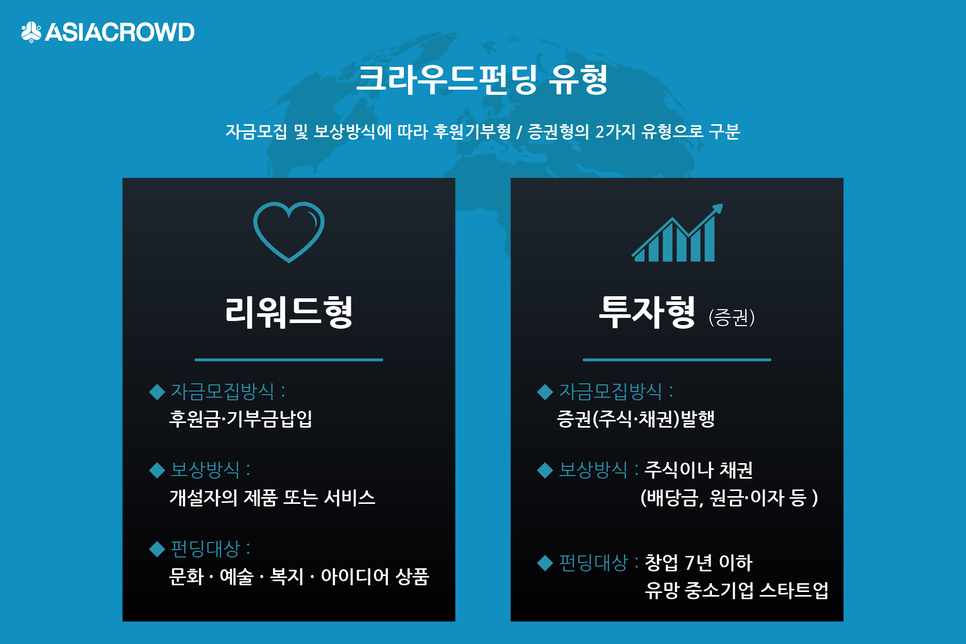 ASIACROWD
크라우드펀딩 유형
자금모집 및 보상방식에 따라 후원기부형 / 증권형의 2가지 유형으로 구분
리워드형
◆ 자금모집방식 :
후원금·기부금납입
◆ 보상방식 :
개설자의 제품 또는 서비스
◆ 펀딩대상 :
문화 · 예술 · 복지 · 아이디어 상품
투자형 (증권)
◆ 자금모집방식 :
증권(주식·채권)발행
◆ 보상방식 : 주식이나 채권
(배당금, 원금·이자 등 )
◆ 펀딩대상 : 창업 7년 이하
유망 중소기업 스타트업